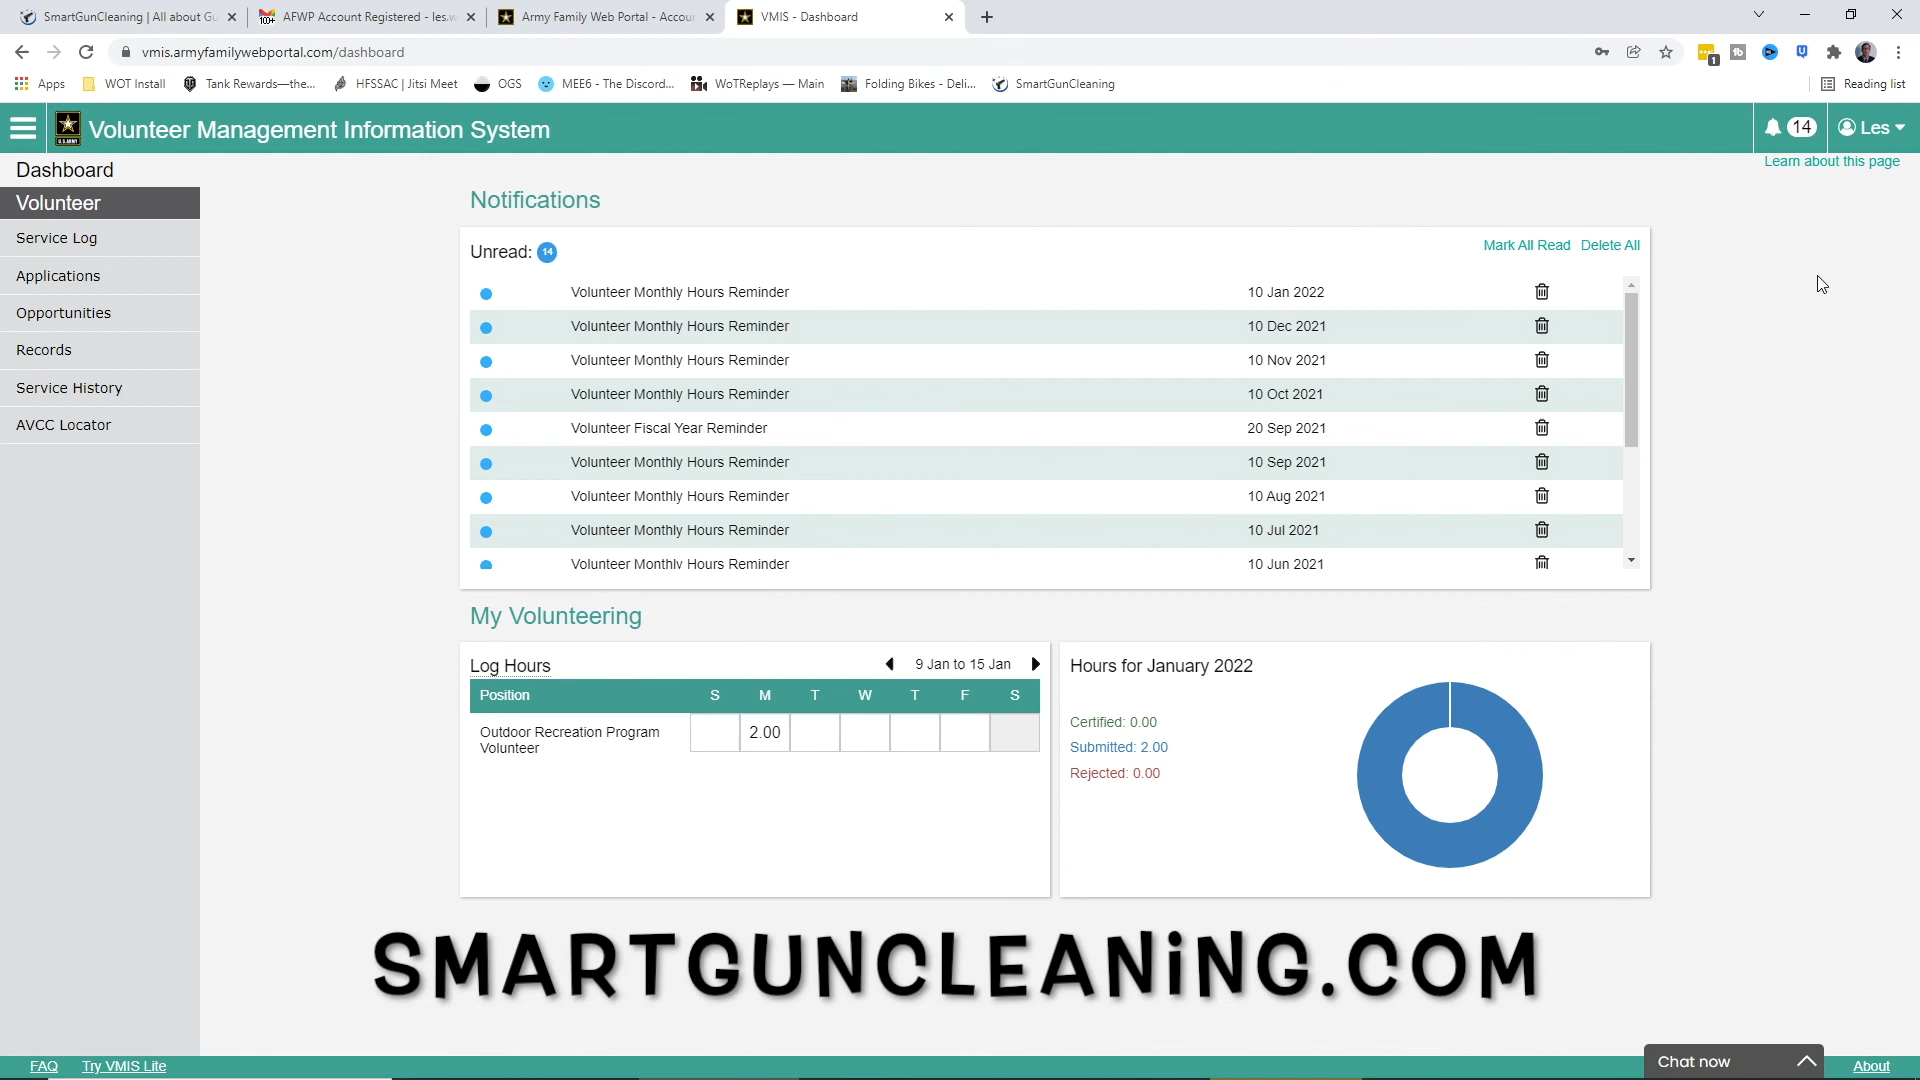 SmartGunCleaning | All about Gu
AFWP Account Registered - les.w
Army Family Web Portal - Accoun
VMIS - Dashboard
vmis.armyfamilywebportal.com/dashboard
1
Apps
WOT Install
Tank Rewards—the...
HFSSAC | Jitsi Meet
OGS
MEE6 - The Discord...
WoTReplays — Main
Folding Bikes - Deli...
SmartGunCleaning
Reading list
U.S.ARMY
Volunteer Management Information System
14
Les
Learn about this page
Dashboard
Volunteer
Service Log
Applications
Opportunities
Records
Service History
AVCC Locator
Notifications
Unread: 14
Mark All Read Delete All
Volunteer Monthly Hours Reminder 10 Jan 2022
Volunteer Monthly Hours Reminder 10 Dec 2021
Volunteer Monthly Hours Reminder 10 Nov 2021
Volunteer Monthly Hours Reminder 10 Oct 2021
Volunteer Fiscal Year Reminder 20 Sep 2021
Volunteer Monthly Hours Reminder 10 Sep 2021
Volunteer Monthly Hours Reminder 10 Aug 2021
Volunteer Monthly Hours Reminder 10 Jul 2021
Volunteer Monthly Hours Reminder 10 Jun 2021
My Volunteering
Log Hours
9 Jan to 15 Jan
Position S M T W T F S
Outdoor Recreation Program
Volunteer
2.00
Hours for January 2022
Certified: 0.00
Submitted: 2.00
Rejected: 0.00
SMARTGUNCLEANiNG.COM
FAQ
Try VMIS Lite
Chat now
About